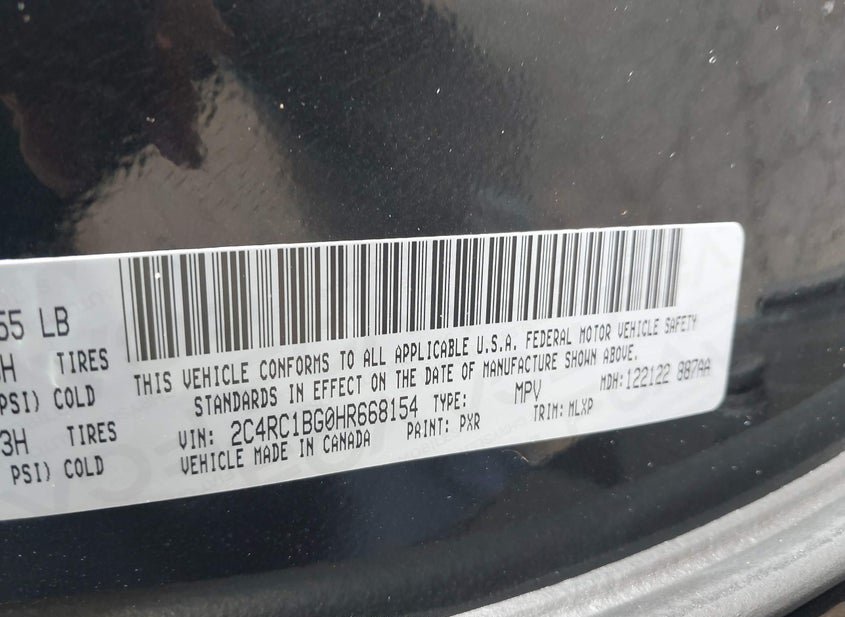 55 LB
3H TIRES
PSI) COLD
3H TIRES
PSI) COLD
THIS VEHICLE CONFORMS TO ALL APPLICABLE U.S.A. FEDERAL MOTOR VEHICLE SAFETY
STANDARDS IN EFFECT ON THE DATE OF MANUFACTURE SHOWN ABOVE.
VIN: 2C4RC1BG0HR668154 TYPE: MPV MDH:122122 887AA
VEHICLE MADE IN CANADA PAINT: PXR TRIM:MLXP